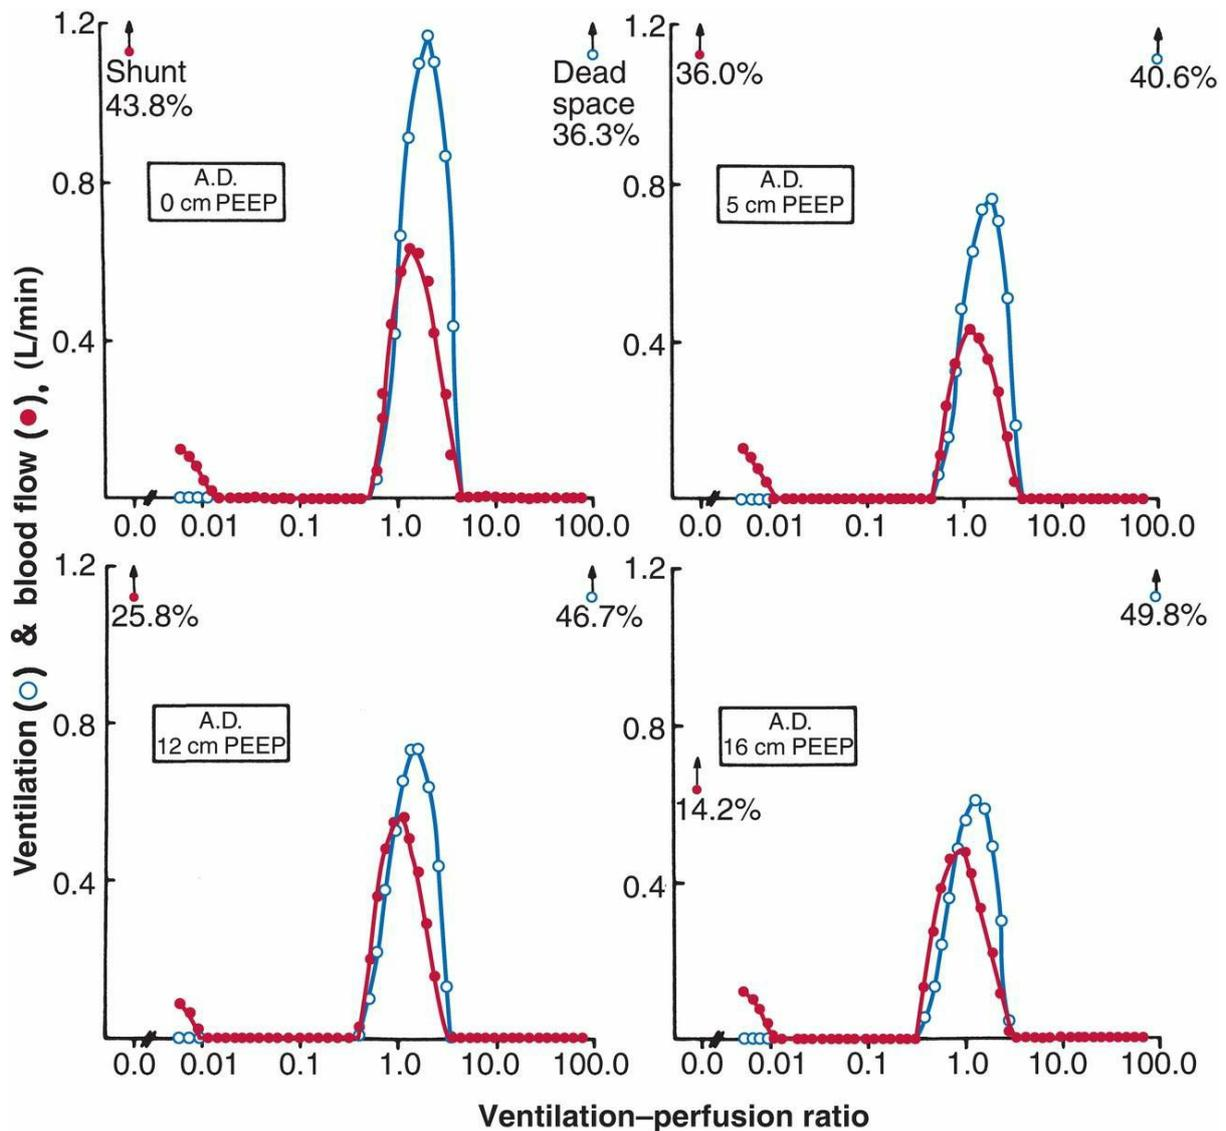 Ventilation (○) & blood flow (●), (L/min)
1.2
0.8
0.4
Shunt
43.8%
Dead
space
36.3%
A.D.
0 cm PEEP
0.0 0.01 0.1 1.0 10.0 100.0
1.2
0.8
0.4
36.0%
40.6%
A.D.
5 cm PEEP
0.0 0.01 0.1 1.0 10.0 100.0
1.2
0.8
0.4
25.8%
46.7%
A.D.
12 cm PEEP
0.0 0.01 0.1 1.0 10.0 100.0
1.2
0.8
0.4
14.2%
49.8%
A.D.
16 cm PEEP
0.0 0.01 0.1 1.0 10.0 100.0
Ventilation–perfusion ratio